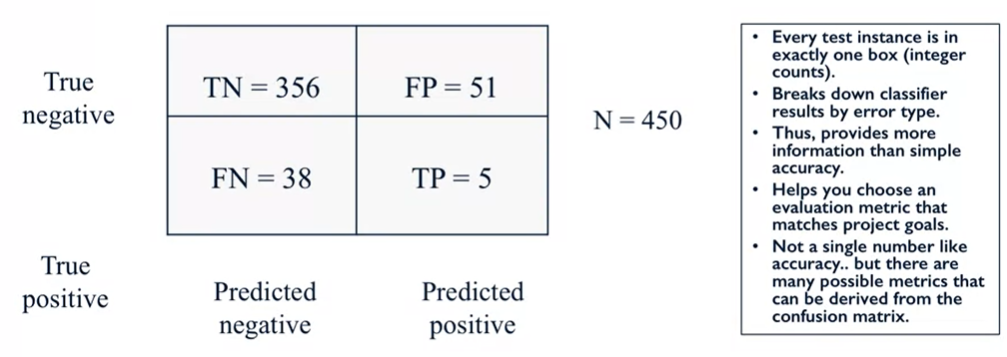 True
negative
TN = 356
FP = 51
FN = 38
TP = 5
N = 450
True
positive
Predicted
negative
Predicted
positive
• Every test instance is in
exactly one box (integer
counts).
• Breaks down classifier
results by error type.
• Thus, provides more
information than simple
accuracy.
• Helps you choose an
evaluation metric that
matches project goals.
• Not a single number like
accuracy.. but there are
many possible metrics that
can be derived from the
confusion matrix.